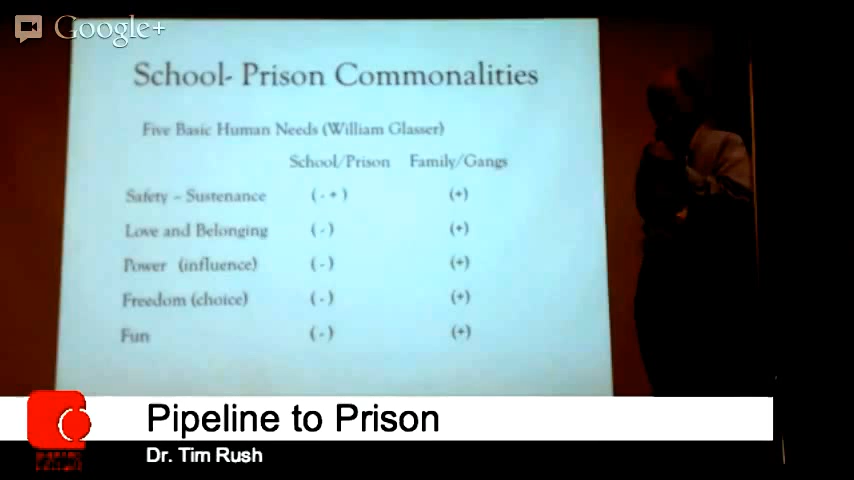 Google+
School- Prison Commonalities
Five Basic Human Needs (William Glasser)
School/Prison Family/Gangs
Safety – Sustenance (-+) (+)
Love and Belonging (-) (+)
Power (influence) (-) (+)
Freedom (choice) (-) (+)
Fun (-) (+)
Pipeline to Prison
Dr. Tim Rush